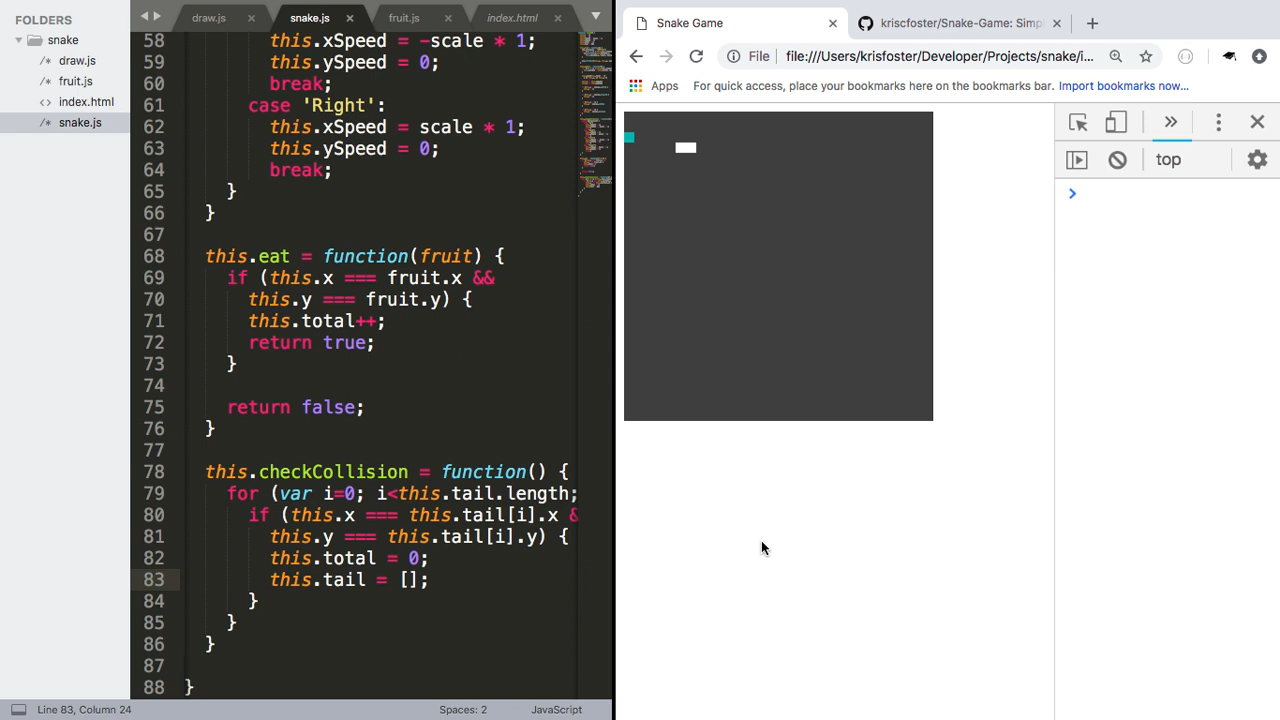 FOLDERS
snake
draw.js
fruit.js
index.html
snake.js
draw.js
snake.js
fruit.js
index.html
58 this.xSpeed = -scale * 1;
59 this.ySpeed = 0;
60 break;
61 case 'Right':
62 this.xSpeed = scale * 1;
63 this.ySpeed = 0;
64 break;
65 }
66 }
67
68 this.eat = function(fruit) {
69 if (this.x === fruit.x &&
70 this.y === fruit.y) {
71 this.total++;
72 return true;
73 }
74
75 return false;
76 }
77
78 this.checkCollision = function() {
79 for (var i=0; i<this.tail.length;
80 if (this.x === this.tail[i].x &
81 this.y === this.tail[i].y) {
82 this.total = 0;
83 this.tail = [];
84 }
85 }
86 }
87
88 }
Line 83, Column 24
Spaces: 2
JavaScript
Snake Game
kriscfoster/Snake-Game: Simpl
File
file:///Users/krisfoster/Developer/Projects/snake/i...
Apps
For quick access, place your bookmarks here on the bookmarks bar. Import bookmarks now...
top